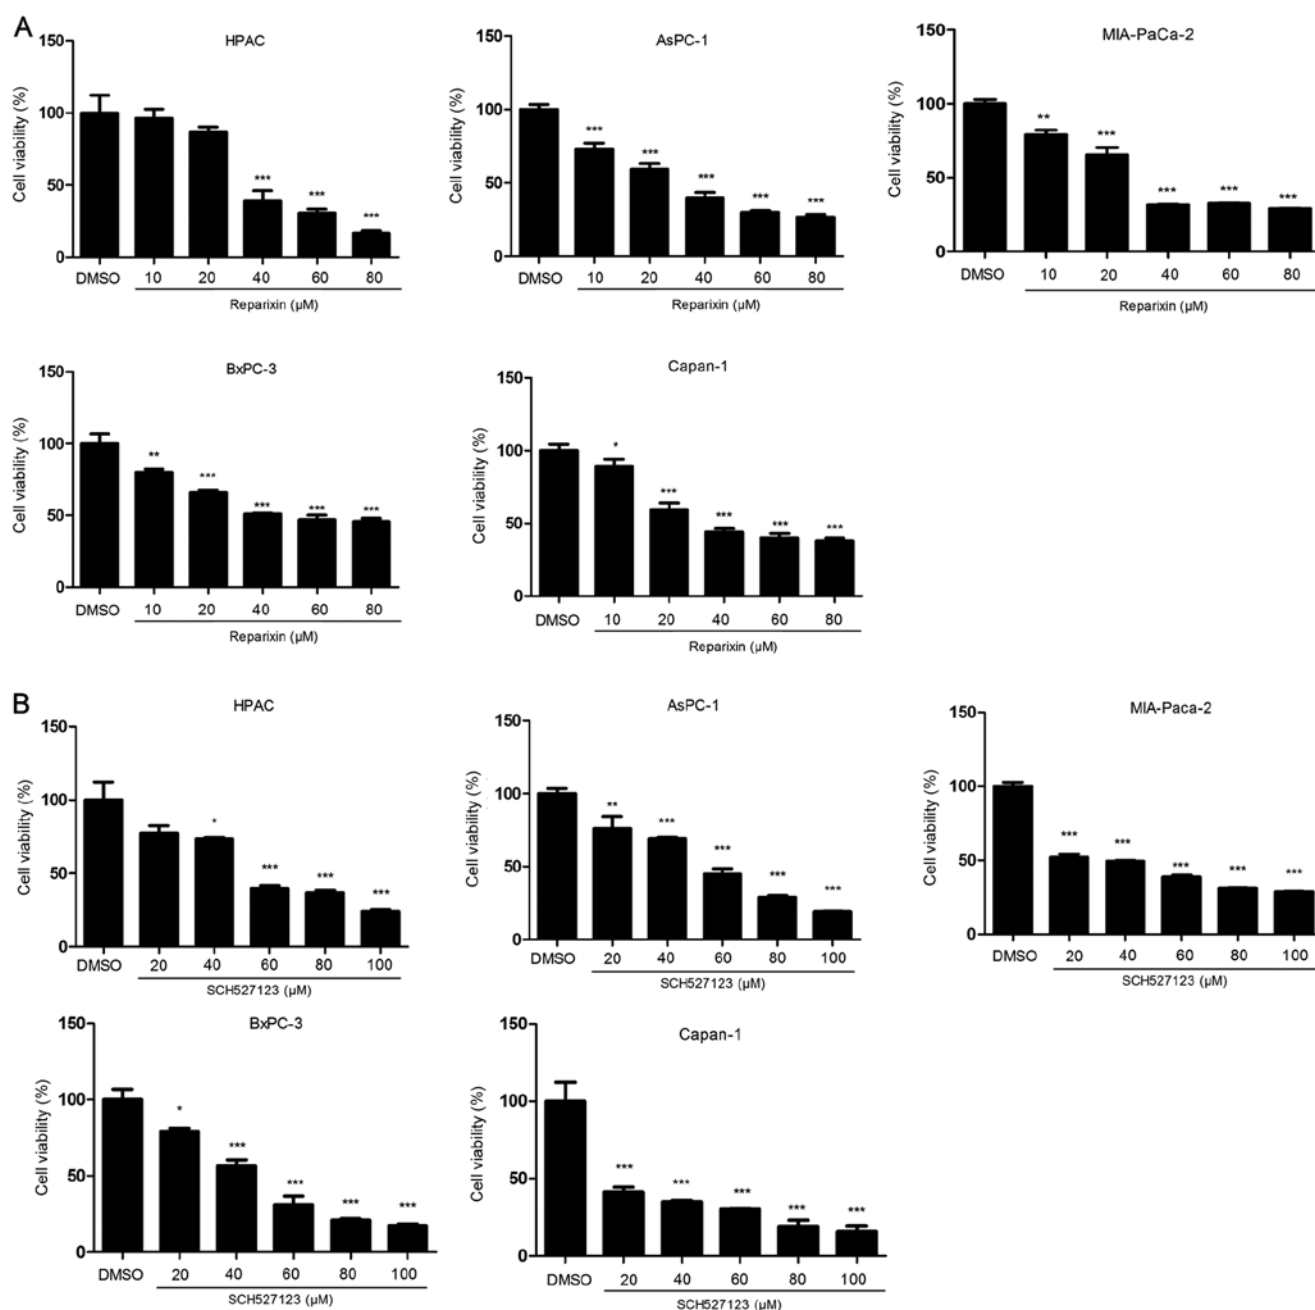 A
HPAC
150
100
50
0
Cell viability (%)
***
***
***
DMSO 10 20 40 60 80
Reparixin (µM)
AsPC-1
150
100
50
0
Cell viability (%)
***
***
***
***
***
DMSO 10 20 40 60 80
Reparixin (µM)
MIA-PaCa-2
150
100
50
0
Cell viability (%)
**
***
***
***
***
DMSO 10 20 40 60 80
Reparixin (µM)
BxPC-3
150
100
50
0
Cell viability (%)
**
***
***
***
***
DMSO 10 20 40 60 80
Reparixin (µM)
Capan-1
150
100
50
0
Cell viability (%)
*
***
***
***
***
DMSO 10 20 40 60 80
Reparixin (µM)
B
HPAC
150
100
50
0
Cell viability (%)
*
***
***
***
DMSO 20 40 60 80 100
SCH527123 (µM)
AsPC-1
150
100
50
0
Cell viability (%)
**
***
***
***
***
DMSO 20 40 60 80 100
SCH527123 (µM)
MIA-Paca-2
150
100
50
0
Cell viability (%)
***
***
***
***
***
DMSO 20 40 60 80 100
SCH527123 (µM)
BxPC-3
150
100
50
0
Cell viability (%)
*
***
***
***
***
DMSO 20 40 60 80 100
SCH527123 (µM)
Capan-1
150
100
50
0
Cell viability (%)
***
***
***
***
***
DMSO 20 40 60 80 100
SCH527123 (µM)